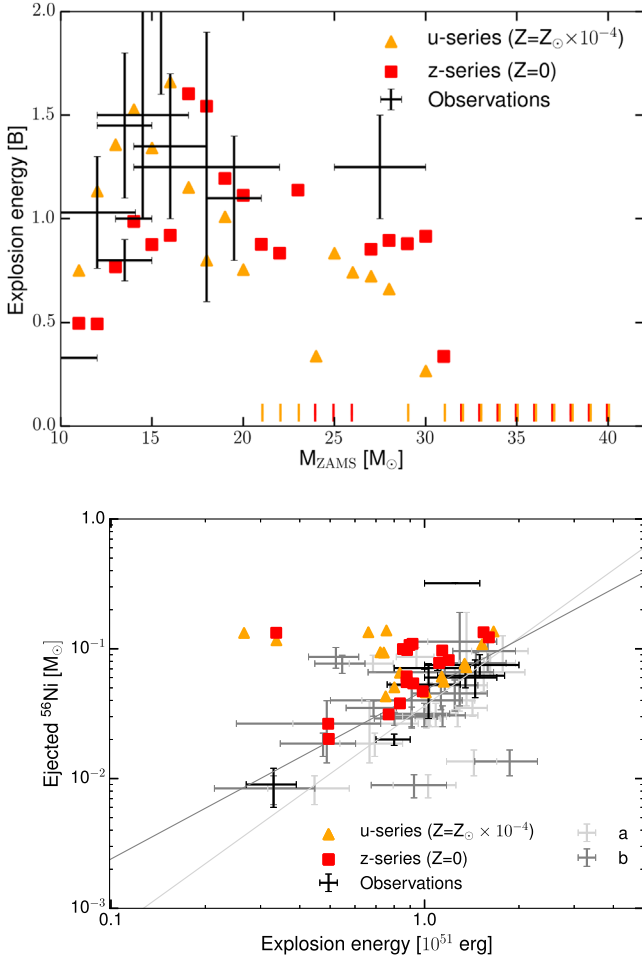 2.0
1.5
1.0
0.5
0.0
Explosion energy [B]
u-series (Z=Z⊙×10⁻⁴)
z-series (Z=0)
Observations
10 15 20 25 30 35 40
M_ZAMS [M⊙]
1.0
10⁻¹
10⁻²
10⁻³
Ejected ⁵⁶Ni [M⊙]
u-series (Z=Z⊙ × 10⁻⁴) a
z-series (Z=0) b
Observations
0.1 1.0
Explosion energy [10⁵¹ erg]